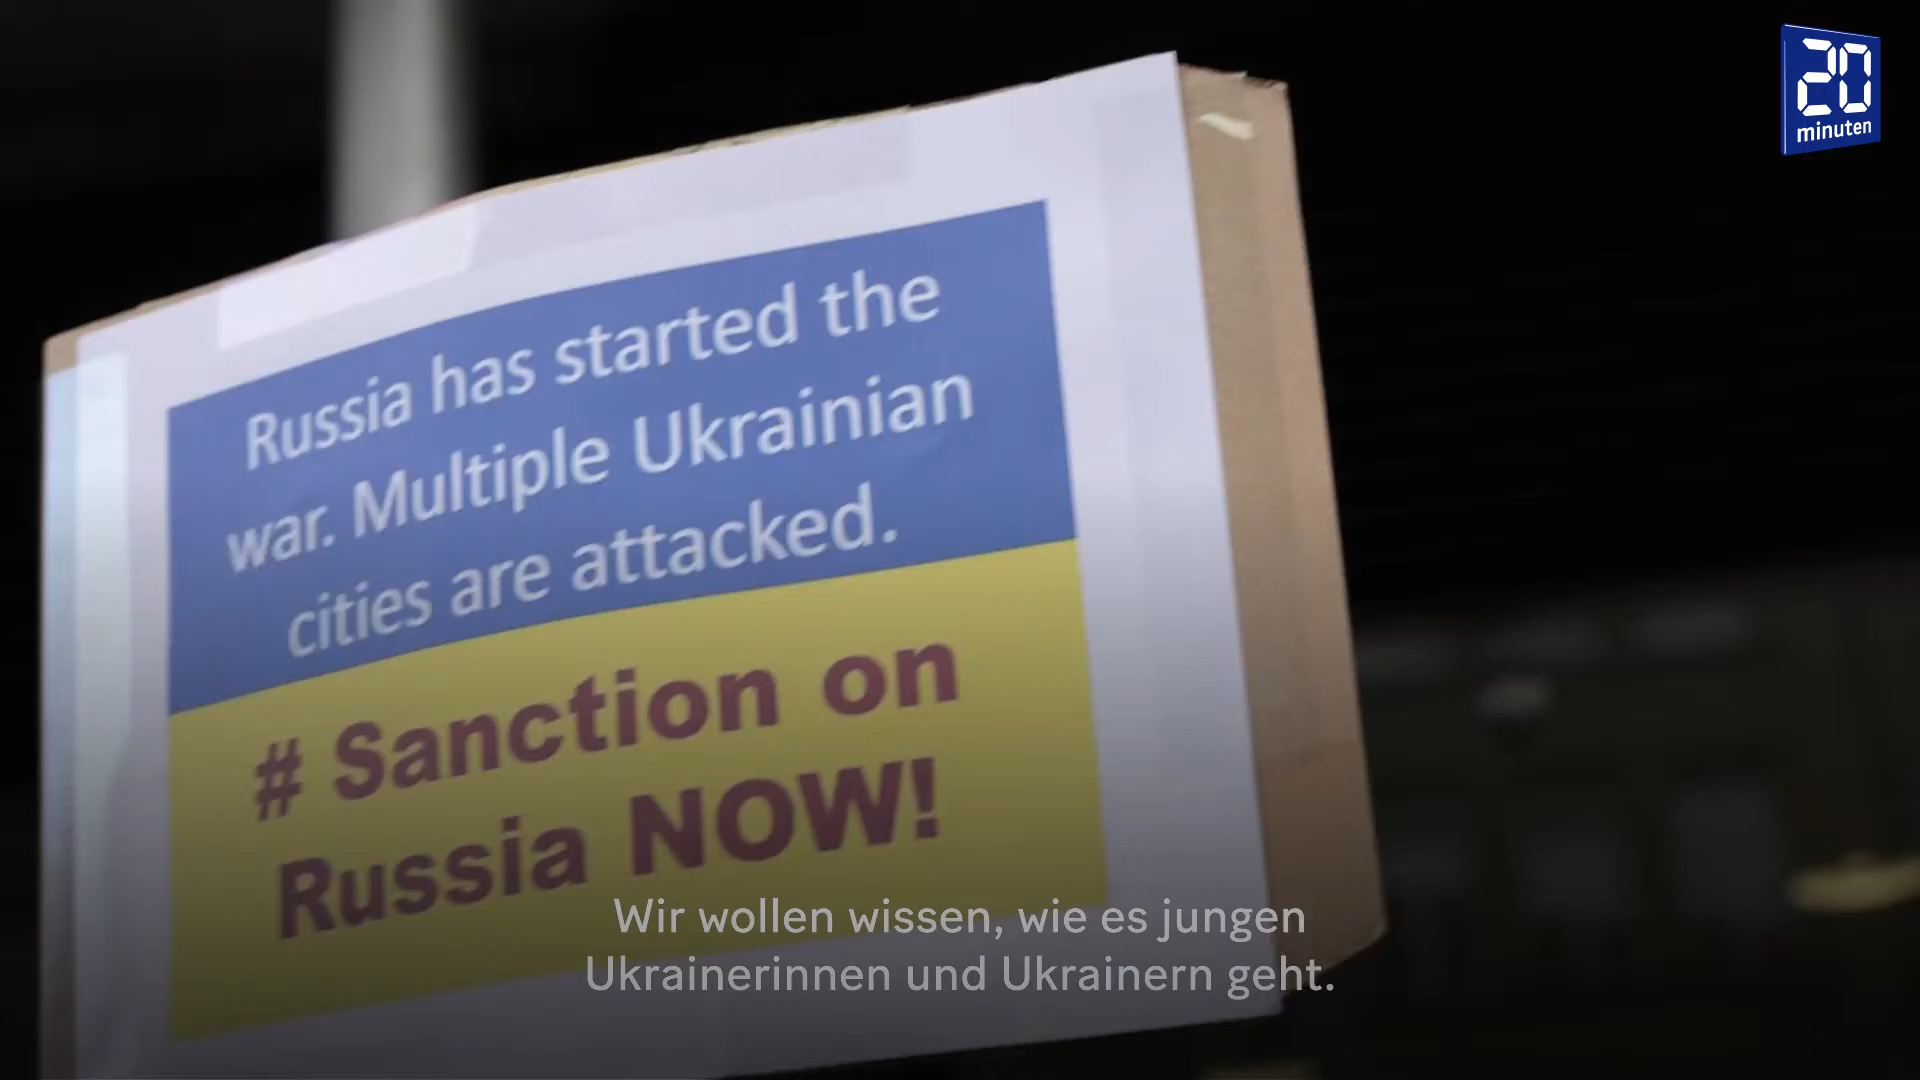 20
minuten
Russia has started the
war. Multiple Ukrainian
cities are attacked.
# Sanction on
Russia NOW!
Wir wollen wissen, wie es jungen
Ukrainerinnen und Ukrainern geht.